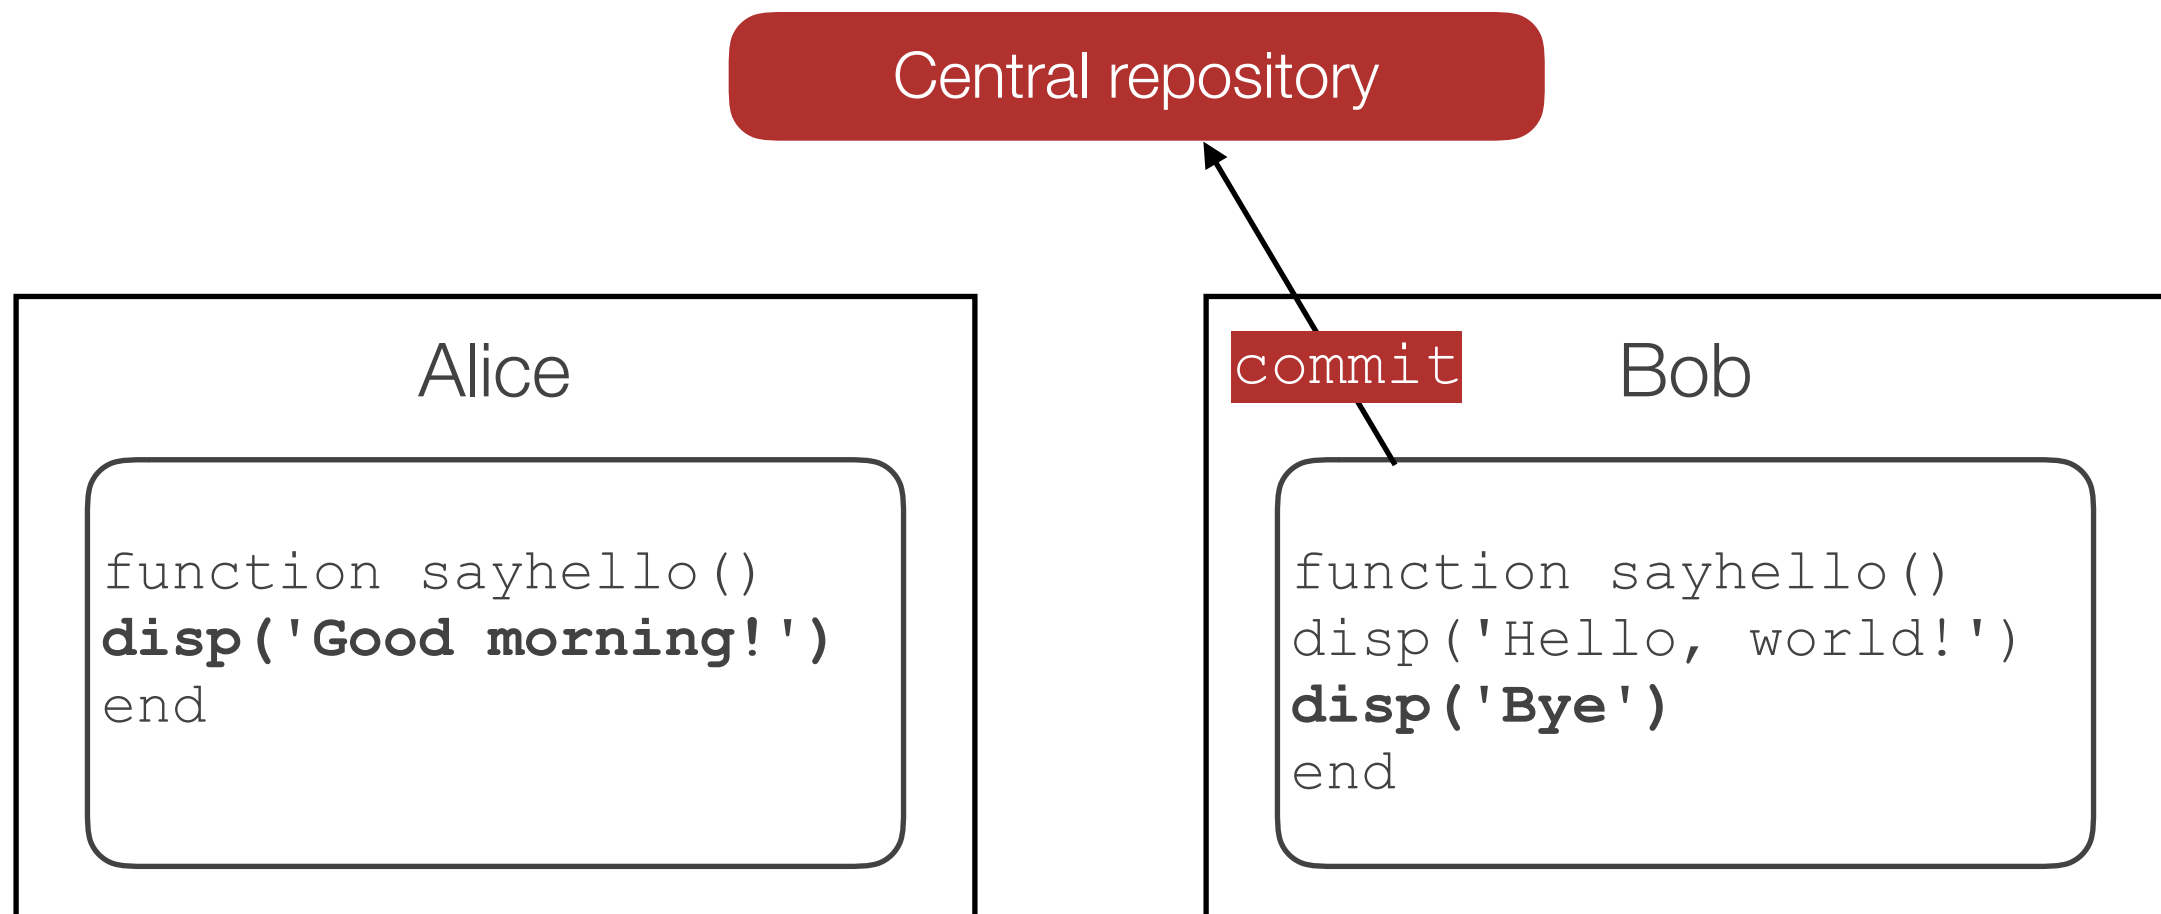 Central repository
Alice
function sayhello()
disp('Good morning!')
end
commit
Bob
function sayhello()
disp('Hello, world!')
disp('Bye')
end